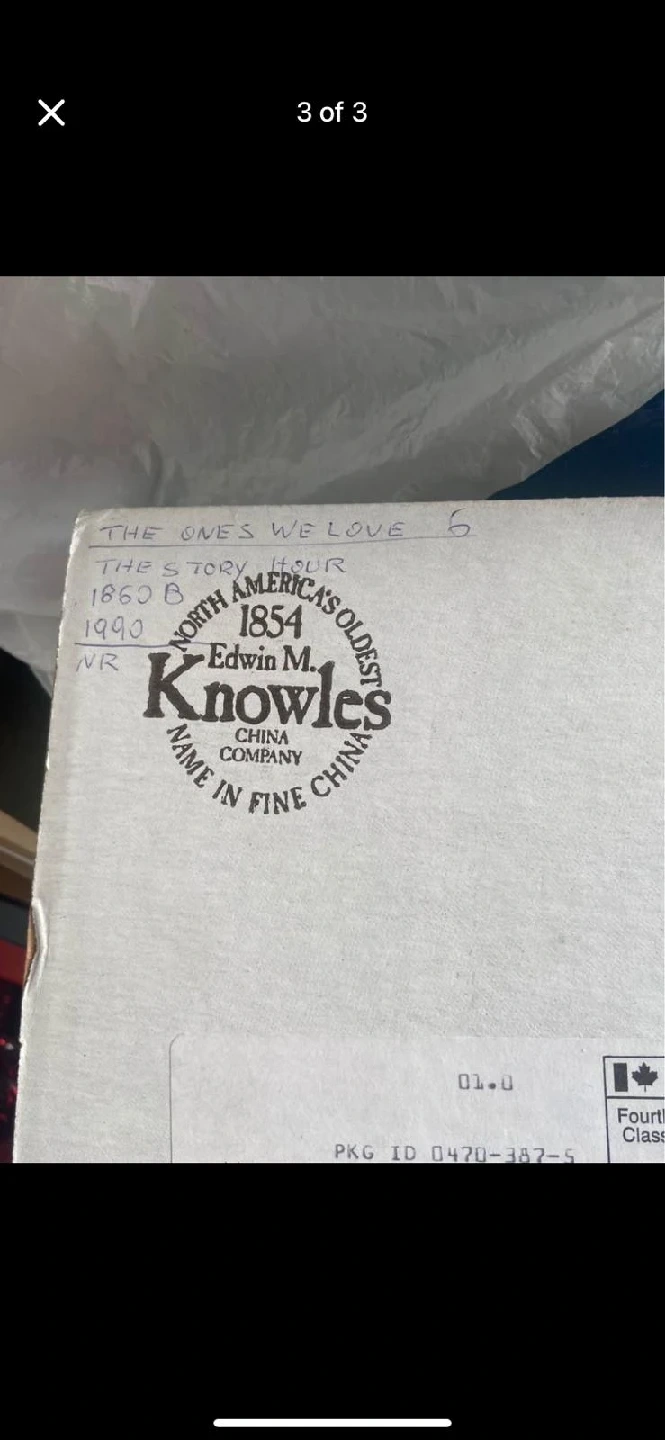 3 of 3
THE ONES WE LOVE 6
THE STORY HOUR
1860 B
1990
NR
NORTH AMERICA'S OLDEST
1854
Edwin M.
Knowles
CHINA
COMPANY
NAME IN FINE CHINA
01.0
Fourth
Class
PKG ID 0470-387-5